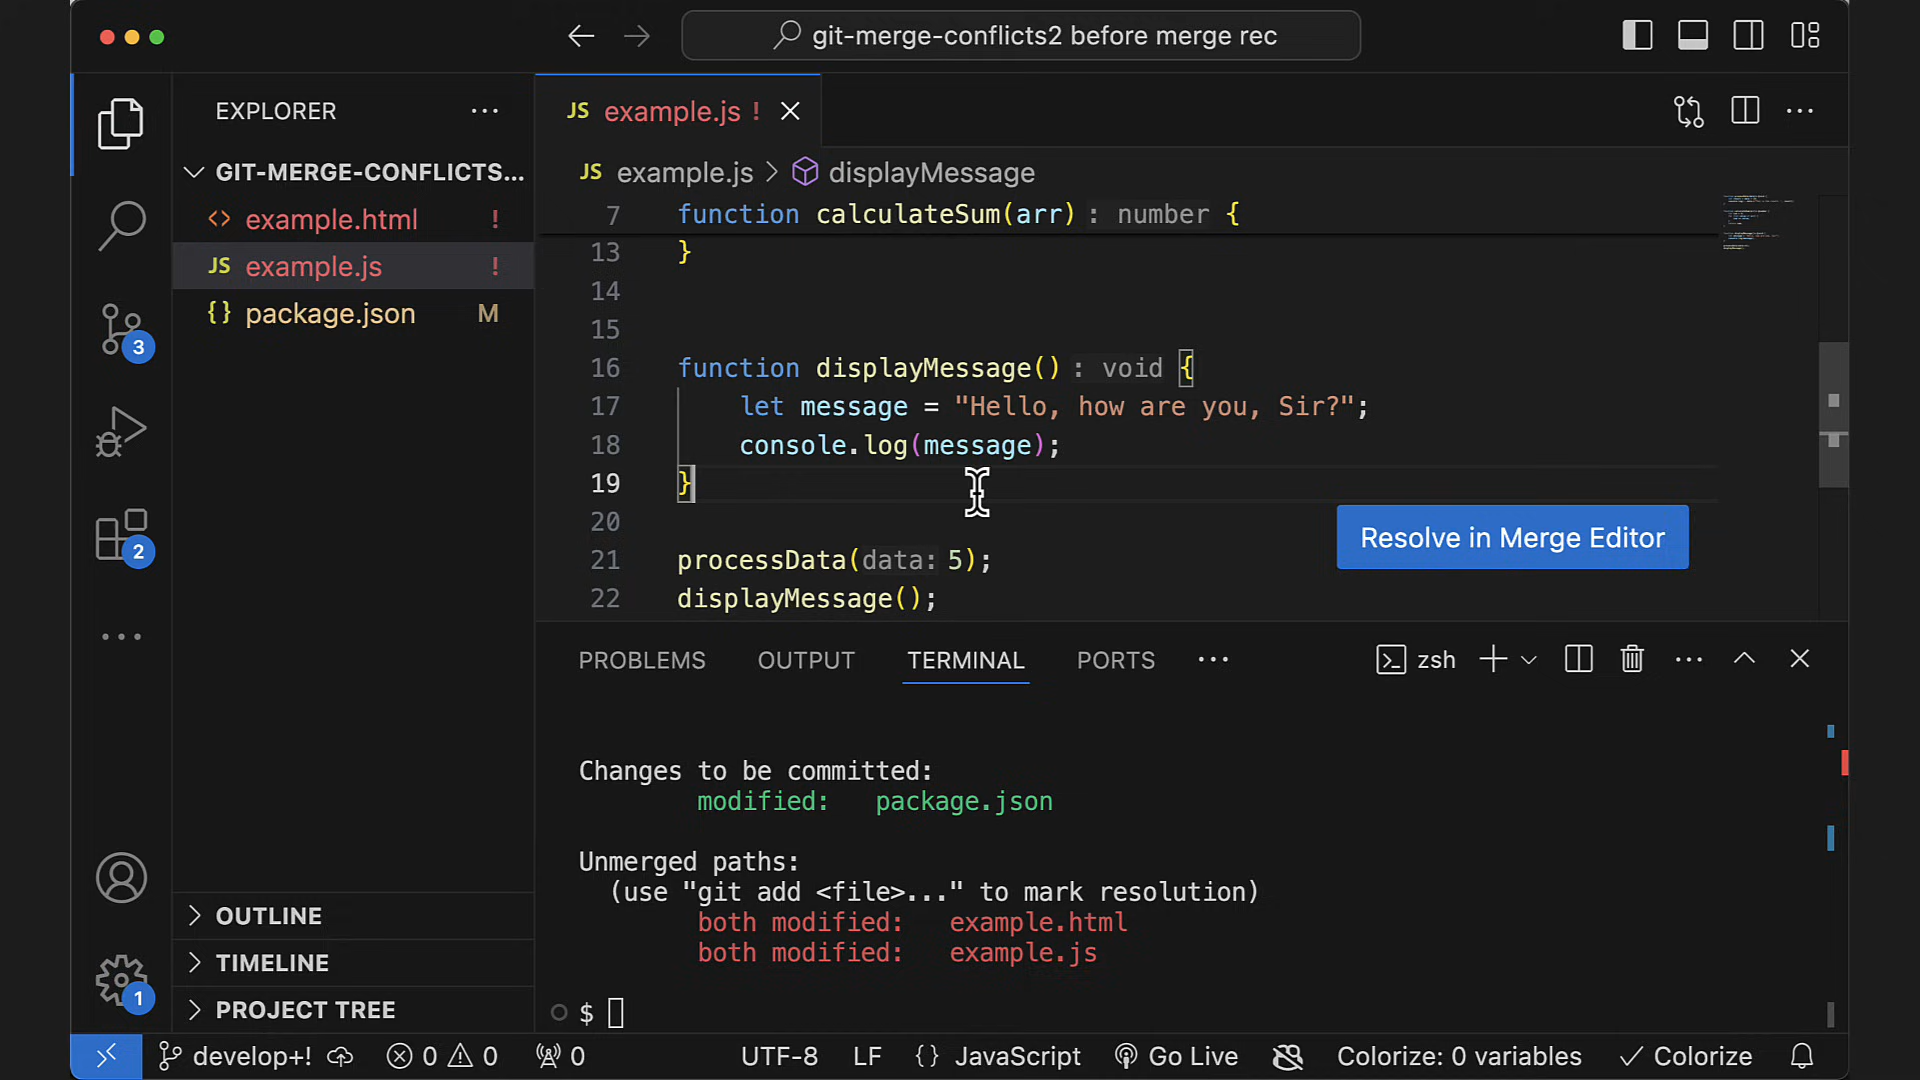 git-merge-conflicts2 before merge rec
EXPLORER
GIT-MERGE-CONFLICTS...
example.html !
JS example.js !
{} package.json M
3
2
1
OUTLINE
TIMELINE
PROJECT TREE
JS example.js !
JS example.js > displayMessage
7 function calculateSum(arr): number {
13 }
14
15
16 function displayMessage(): void {
17 let message = "Hello, how are you, Sir?";
18 console.log(message);
19 }
20
21 processData(data: 5);
22 displayMessage();
Resolve in Merge Editor
PROBLEMS OUTPUT TERMINAL PORTS ... zsh
Changes to be committed:
modified: package.json
Unmerged paths:
(use "git add <file>..." to mark resolution)
both modified: example.html
both modified: example.js
$
develop+! 0 0 0 UTF-8 LF {} JavaScript Go Live Colorize: 0 variables Colorize